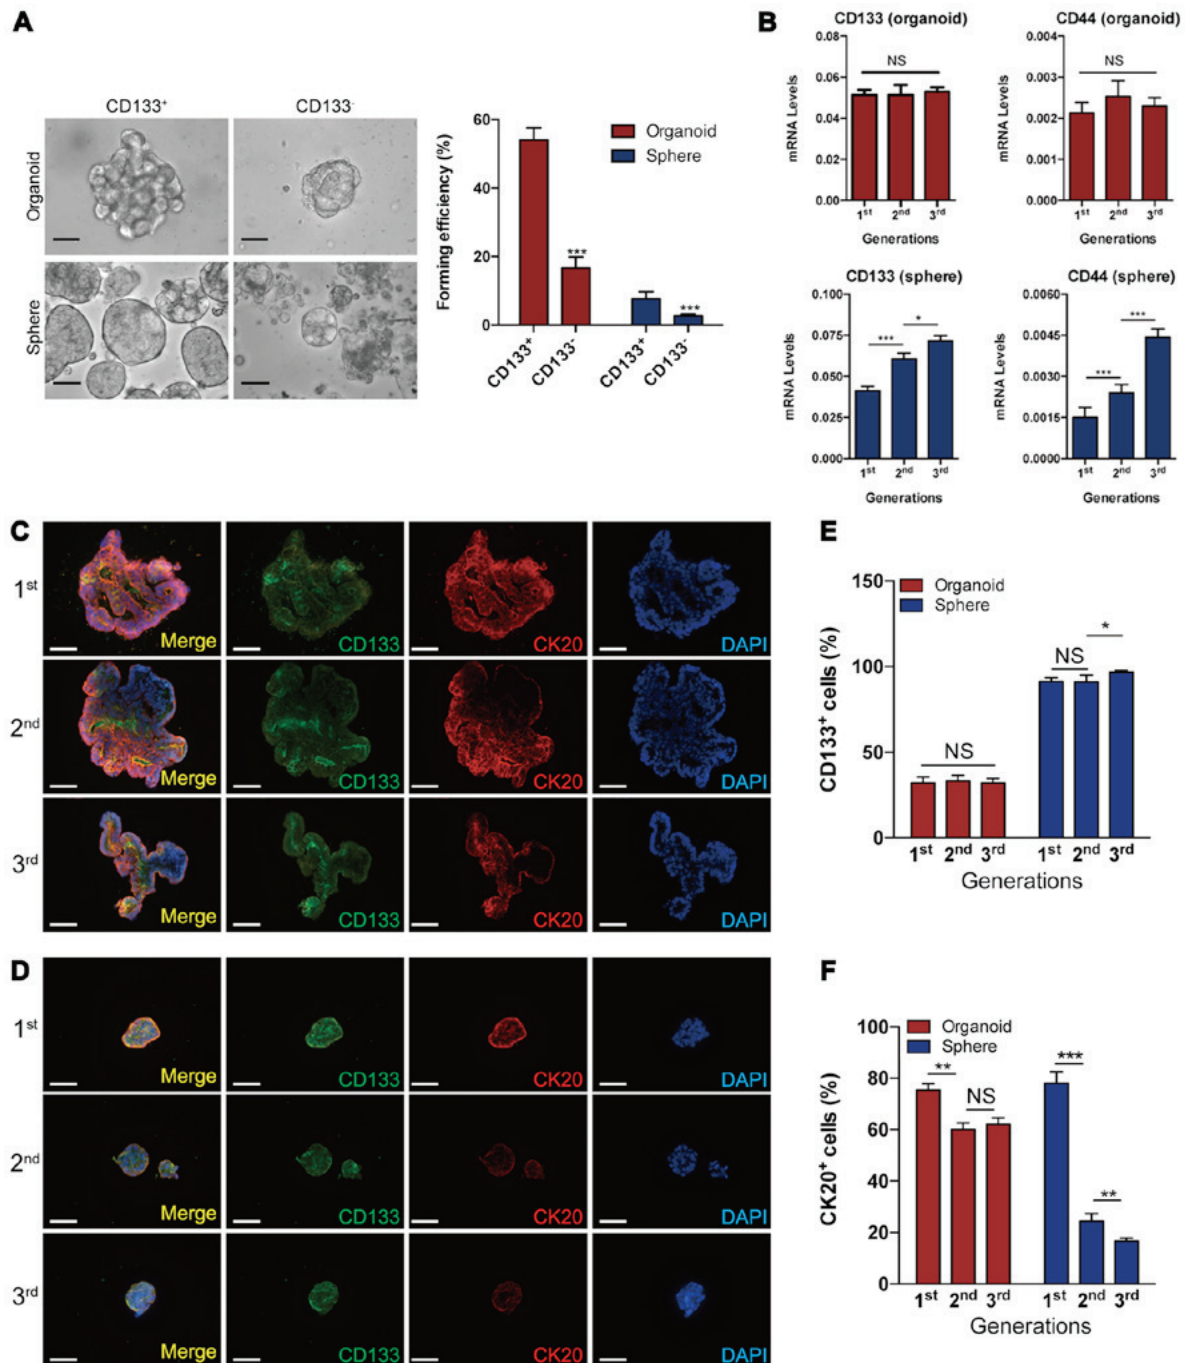 A
CD133⁺
CD133⁻
Organoid
Sphere
Forming efficiency (%)
60
40
20
0
Organoid
Sphere
***
***
CD133⁺
CD133⁻
CD133⁺
CD133⁻
B
CD133 (organoid)
mRNA Levels
0.08
0.06
0.04
0.02
0.00
NS
1st 2nd 3rd
Generations
CD44 (organoid)
mRNA Levels
0.004
0.003
0.002
0.001
0.000
NS
1st 2nd 3rd
Generations
CD133 (sphere)
mRNA Levels
0.100
0.075
0.050
0.025
0.000
***
*
1st 2nd 3rd
Generations
CD44 (sphere)
mRNA Levels
0.0060
0.0045
0.0030
0.0015
0.0000
***
***
1st 2nd 3rd
Generations
C
1st
Merge CD133 CK20 DAPI
2nd
Merge CD133 CK20 DAPI
3rd
Merge CD133 CK20 DAPI
D
1st
Merge CD133 CK20 DAPI
2nd
Merge CD133 CK20 DAPI
3rd
Merge CD133 CK20 DAPI
E
CD133⁺ cells (%)
150
100
50
0
Organoid
Sphere
NS
NS
*
1st 2nd 3rd 1st 2nd 3rd
Generations
F
CK20⁺ cells (%)
100
80
60
40
20
0
Organoid
Sphere
**
NS
***
**
1st 2nd 3rd 1st 2nd 3rd
Generations